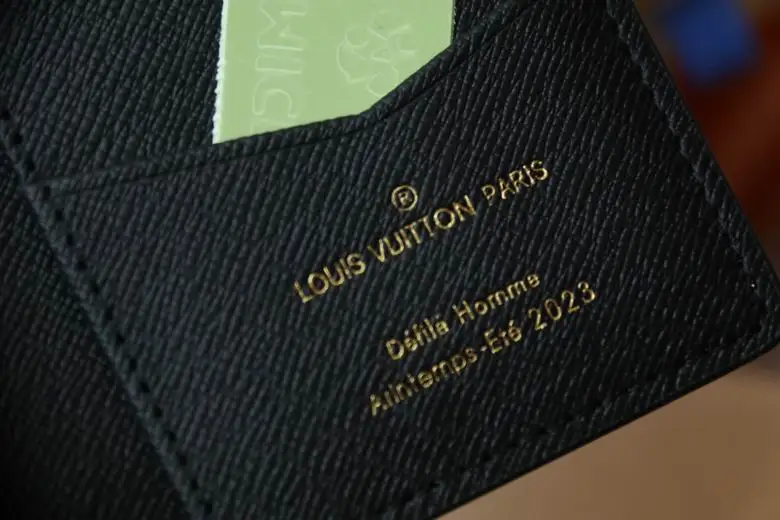 ®
LOUIS VUITTON PARIS
Défilé Homme
Printemps-Été 2023